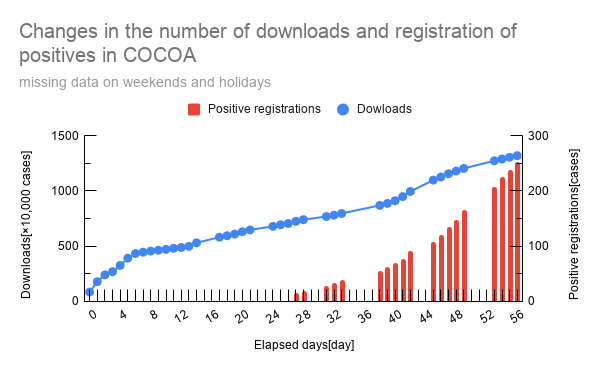 Changes in the number of downloads and registration of
positives in COCOA
missing data on weekends and holidays
Positive registrations
Dowloads
1500
1000
500
0
Downloads[×10,000 cases]
300
200
100
0
Positive registrations[cases]
0 4 8 12 16 20 24 28 32 36 40 44 48 52 56
Elapsed days[day]